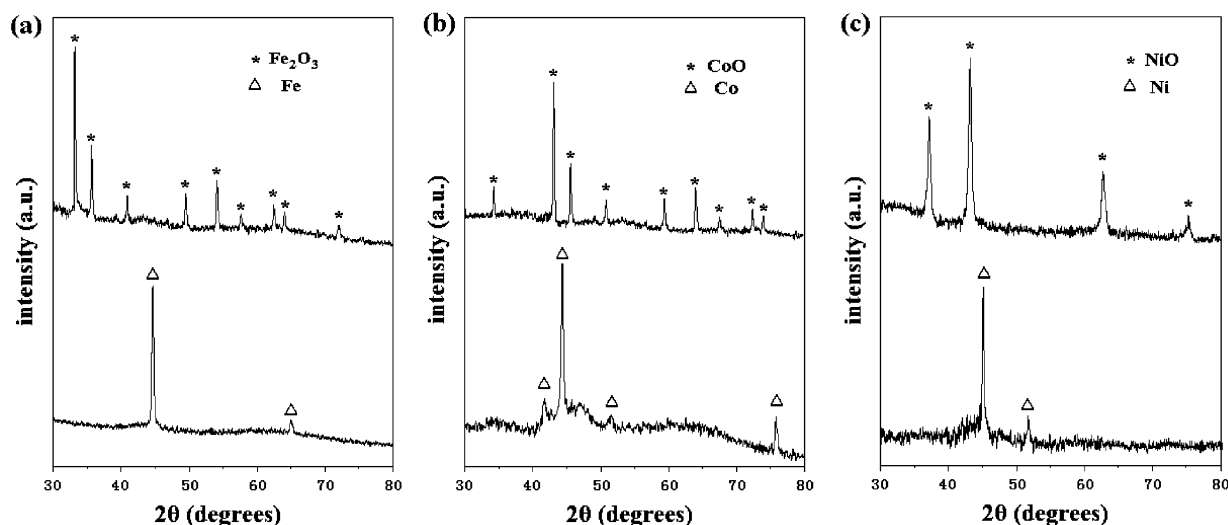 (a)
* Fe₂O₃
△ Fe
* * * * * * * * *
△ △
intensity (a.u.)
30 40 50 60 70 80
2θ (degrees)
(b)
* CoO
△ Co
* * * * * * * * *
△ △ △ △
intensity (a.u.)
30 40 50 60 70 80
2θ (degrees)
(c)
* NiO
△ Ni
* * * *
△ △
intensity (a.u.)
30 40 50 60 70 80
2θ (degrees)